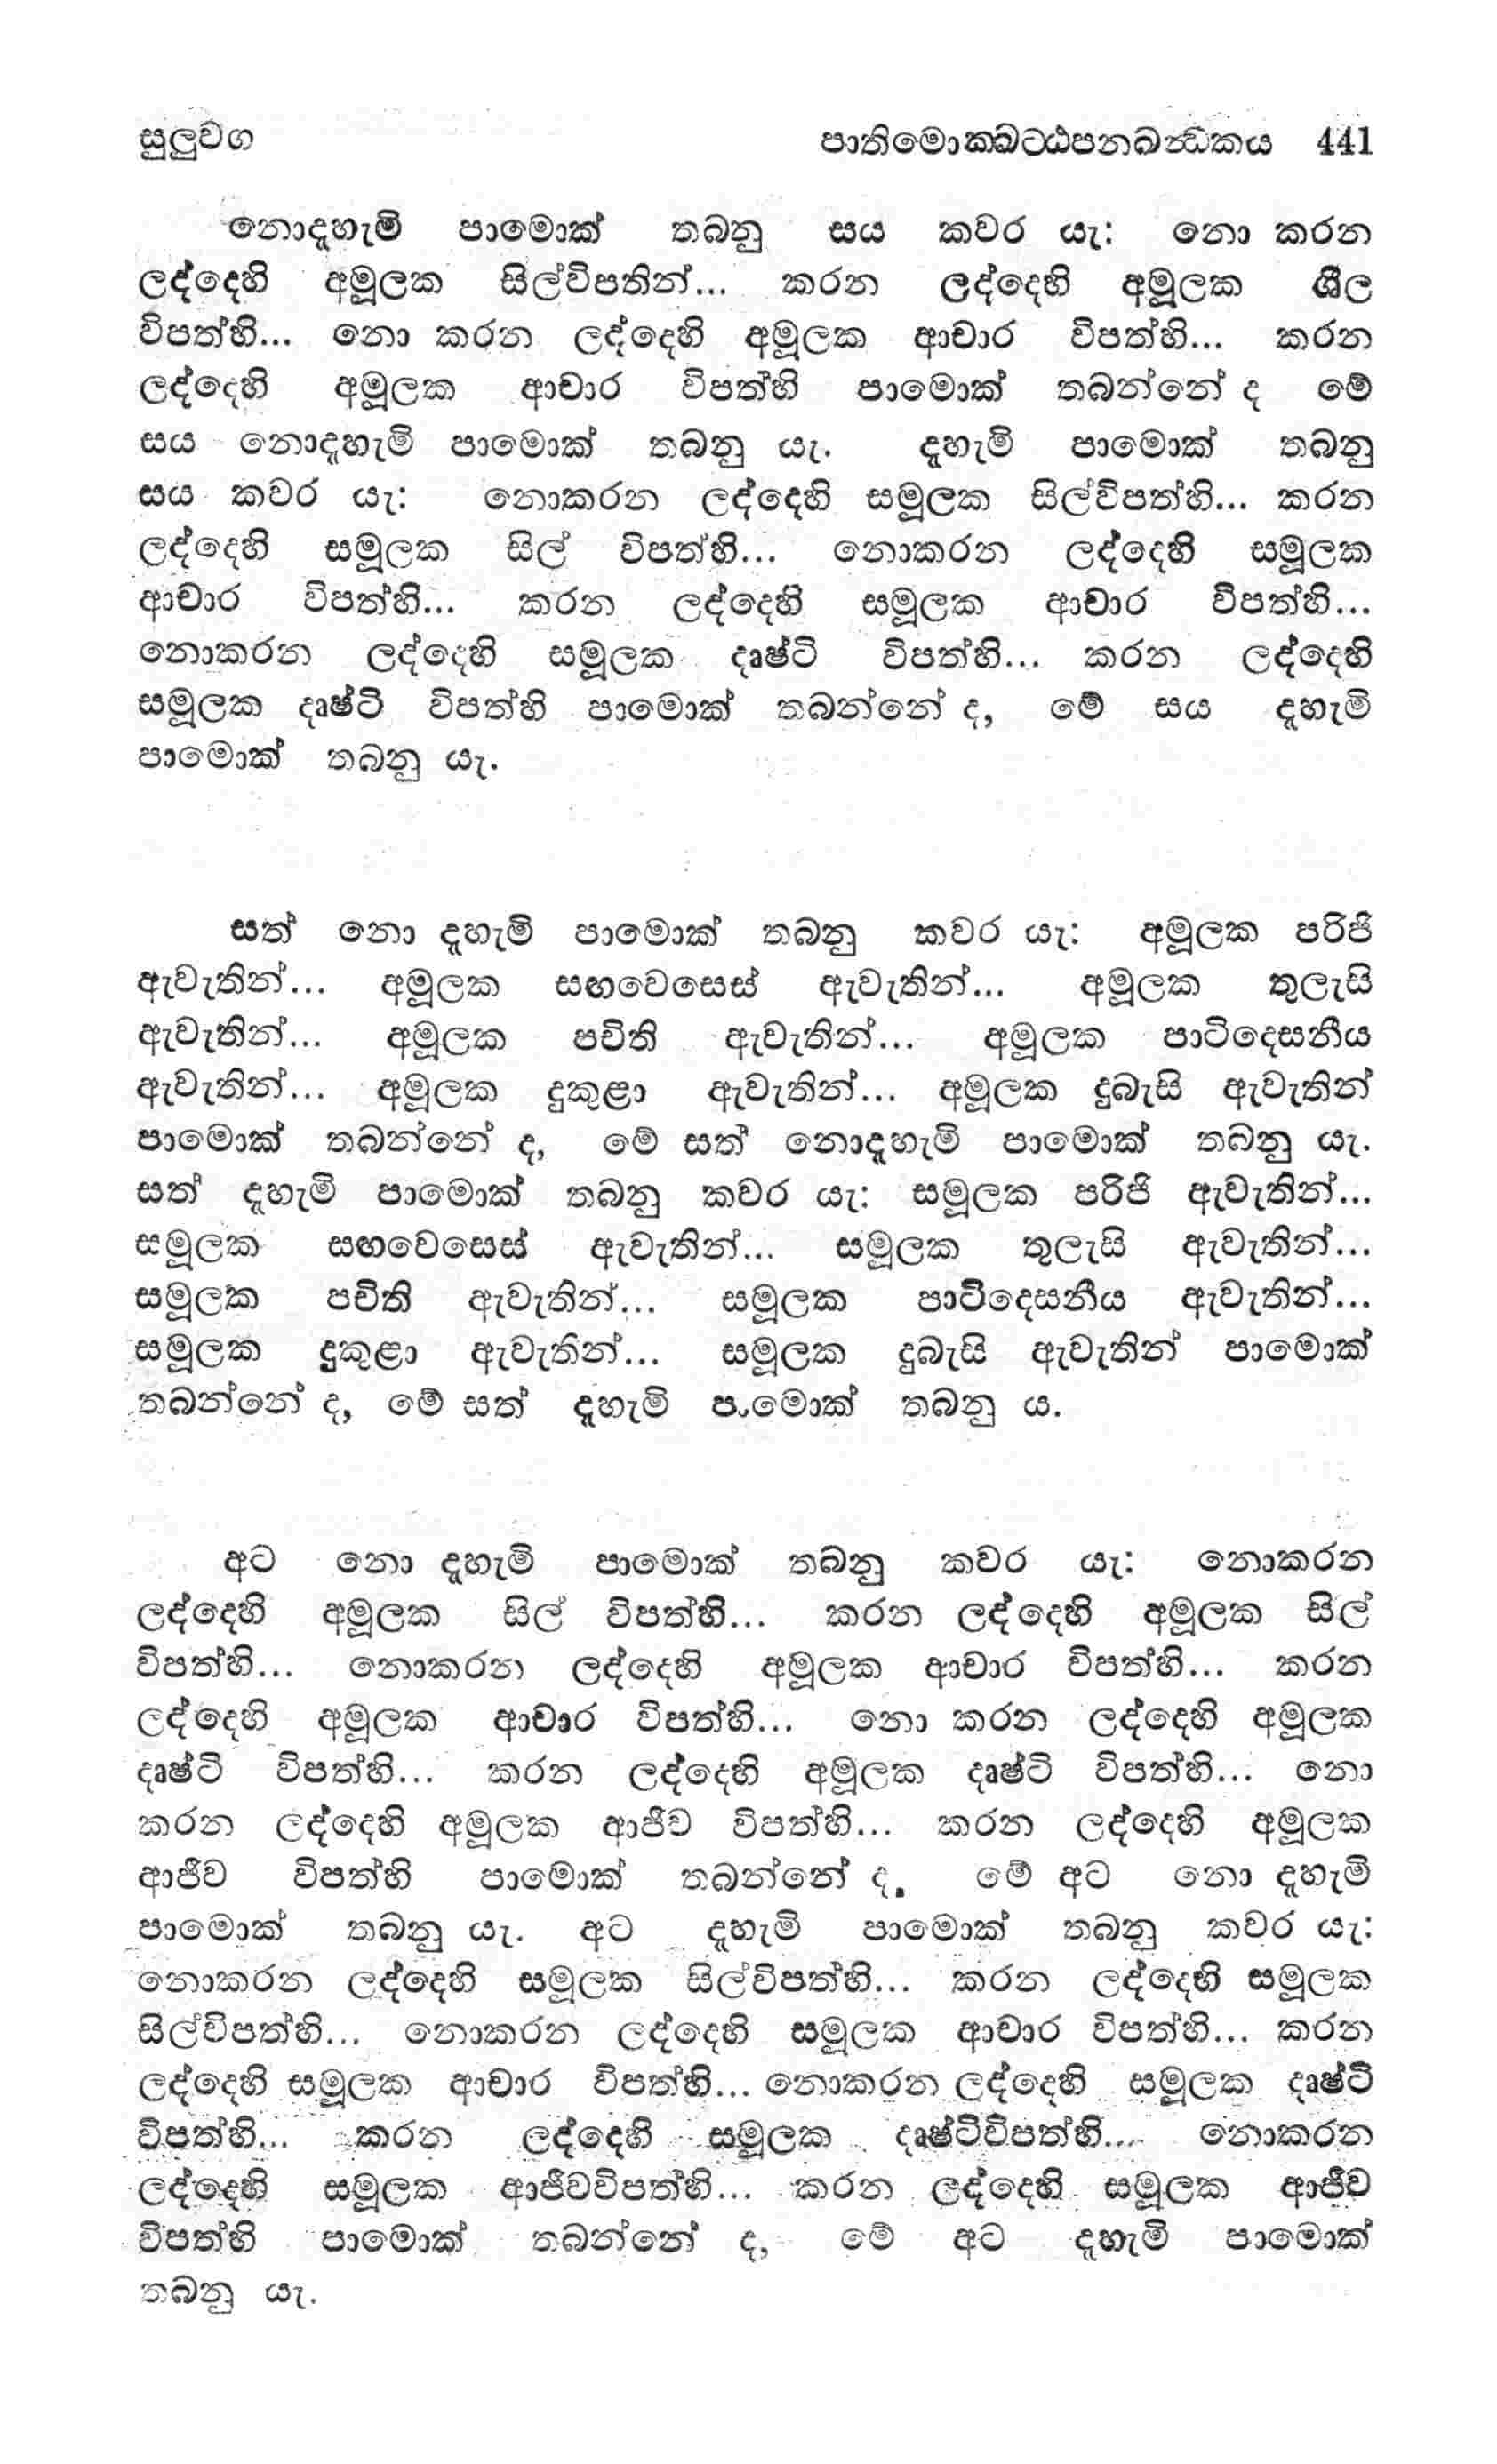 සුලුවග පාතිමොක්ඛට්ඨපනඛන්ධකය 441
නොදැහැමි පාමොක් තබනු සය කවර යැ: නො කරන
ලද්දෙහි අමූලක සිල්විපතින්... කරන ලද්දෙහි අමූලක ශීල
විපත්හි... නො කරන ලද්දෙහි අමූලක ආචාර විපත්හි... කරන
ලද්දෙහි අමූලක ආචාර විපත්හි පාමොක් තබන්නේ ද මේ
සය නොදැහැමි පාමොක් තබනු යැ. දැහැමි පාමොක් තබනු
සය කවර යැ: නොකරන ලද්දෙහි සමූලක සිල්විපත්හි... කරන
ලද්දෙහි සමූලක සිල් විපත්හි... නොකරන ලද්දෙහි සමූලක
ආචාර විපත්හි... කරන ලද්දෙහි සමූලක ආචාර විපත්හි...
නොකරන ලද්දෙහි සමූලක දෘෂ්ටි විපත්හි... කරන ලද්දෙහි
සමූලක දෘෂ්ටි විපත්හි පාමොක් තබන්නේ ද, මේ සය දැහැමි
පාමොක් තබනු යැ.
සත් නො දැහැමි පාමොක් තබනු කවර යැ: අමූලක පරිජි
ඇවැතින්... අමූලක සඟවෙසෙස් ඇවැතින්... අමූලක තුලැසි
ඇවැතින්... අමූලක පචිති ඇවැතින්... අමූලක පාටිදෙසනීය
ඇවැතින්... අමූලක දුකුළා ඇවැතින්... අමූලක දුබැසි ඇවැතින්
පාමොක් තබන්නේ ද, මේ සත් නොදැහැමි පාමොක් තබනු යැ.
සත් දැහැමි පාමොක් තබනු කවර යැ: සමූලක පරිජි ඇවැතින්...
සමූලක සඟවෙසෙස් ඇවැතින්... සමූලක තුලැසි ඇවැතින්...
සමූලක පචිති ඇවැතින්... සමූලක පාටිදෙසනීය ඇවැතින්...
සමූලක දුකුළා ඇවැතින්... සමූලක දුබැසි ඇවැතින් පාමොක්
තබන්නේ ද, මේ සත් දැහැමි පාමොක් තබනු ය.
අට නො දැහැමි පාමොක් තබනු කවර යැ: නොකරන
ලද්දෙහි අමූලක සිල් විපත්හි... කරන ලද්දෙහි අමූලක සිල්
විපත්හි... නොකරන ලද්දෙහි අමූලක ආචාර විපත්හි... කරන
ලද්දෙහි අමූලක ආචාර විපත්හි... නො කරන ලද්දෙහි අමූලක
දෘෂ්ටි විපත්හි... කරන ලද්දෙහි අමූලක දෘෂ්ටි විපත්හි... නො
කරන ලද්දෙහි අමූලක ආජීව විපත්හි... කරන ලද්දෙහි අමූලක
ආජීව විපත්හි පාමොක් තබන්නේ ද, මේ අට නො දැහැමි
පාමොක් තබනු යැ. අට දැහැමි පාමොක් තබනු කවර යැ:
නොකරන ලද්දෙහි සමූලක සිල්විපත්හි... කරන ලද්දෙහි සමූලක
සිල්විපත්හි... නොකරන ලද්දෙහි සමූලක ආචාර විපත්හි... කරන
ලද්දෙහි සමූලක ආචාර විපත්හි... නොකරන ලද්දෙහි සමූලක දෘෂ්ටි
විපත්හි... කරන ලද්දෙහි සමූලක දෘෂ්ටිවිපත්හි... නොකරන
ලද්දෙහි සමූලක ආජීවවිපත්හි... කරන ලද්දෙහි සමූලක ආජීව
විපත්හි පාමොක් තබන්නේ ද, මේ අට දැහැමි පාමොක්
තබනු යැ.